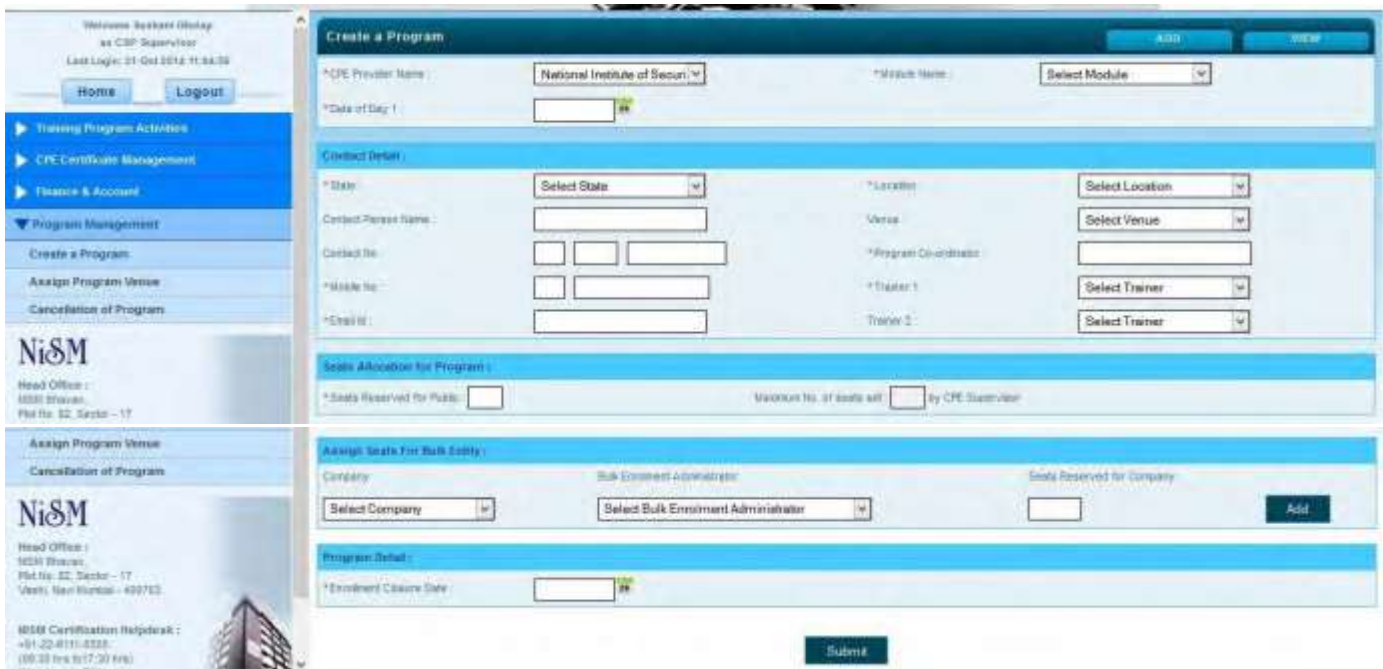 as CSP Supervisor
Home Logout
Training Program Activities
CPE Certificate Management
Finance & Account
Program Management
Create a Program
Assign Program Venue
Cancellation of Program
NiSM
Head Office :
NISM Bhavan,
Plot No. 82, Sector - 17
Create a Program
ADD VIEW
*CPE Provider Name : National Institute of Securi
*Module Name : Select Module
*Date of Day 1 :
Contact Detail :
*State : Select State
*Location Select Location
Contact Person Name :
Venue Select Venue
Contact No
*Program Co-ordinator
*Mobile No
*Trainer 1 Select Trainer
*Email Id :
Trainer 2 Select Trainer
Seats Allocation for Program :
*Seats Reserved for Public
Maximum No. of seats sell by CPE Supervisor
Assign Program Venue
Cancellation of Program
NiSM
Head Office :
NISM Bhavan,
Plot No. 82, Sector - 17
Vashi, Navi Mumbai - 400703
NISM Certification Helpdesk :
Assign Seats For Bulk Entity :
Company Bulk Enrolment Administrator Seats Reserved for Company
Select Company Select Bulk Enrolment Administrator Add
Program Detail :
*Enrolment Closure Date :
Submit